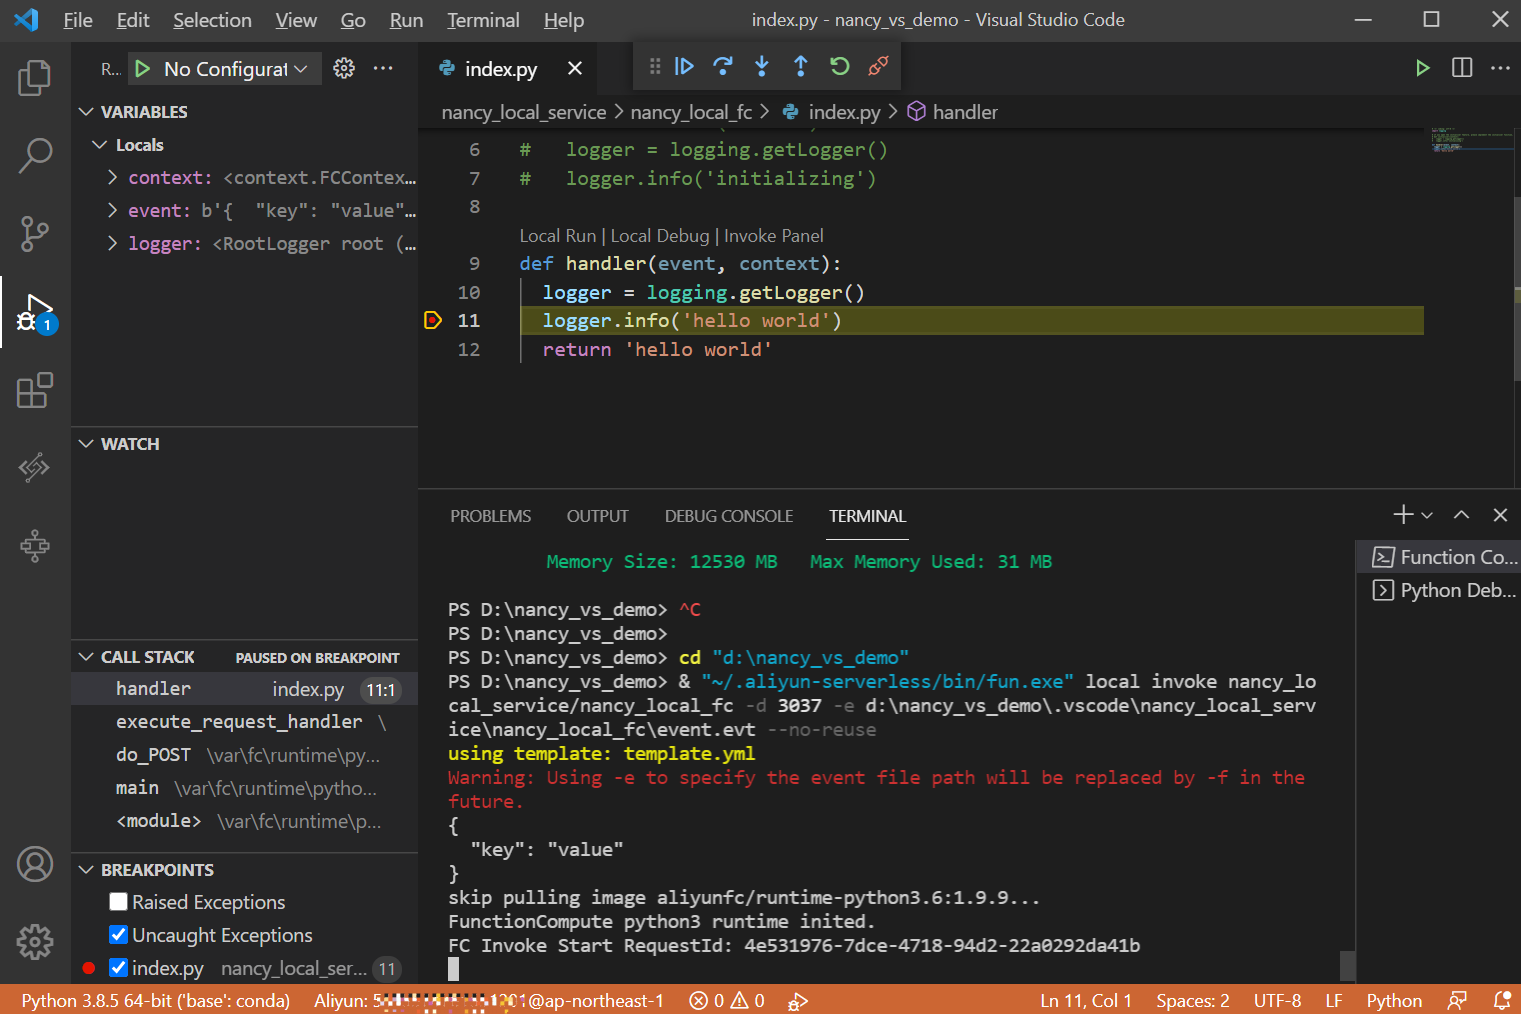 File Edit Selection View Go Run Terminal Help
index.py - nancy_vs_demo - Visual Studio Code
R... No Configurat
VARIABLES
Locals
context: <context.FCContex...
event: b'{  "key": "value"...
logger: <RootLogger root (...
WATCH
CALL STACK PAUSED ON BREAKPOINT
handler index.py 11:1
execute_request_handler \
do_POST \var\fc\runtime\py...
main \var\fc\runtime\pytho...
<module> \var\fc\runtime\p...
BREAKPOINTS
Raised Exceptions
Uncaught Exceptions
index.py nancy_local_ser... 11
1
index.py
nancy_local_service > nancy_local_fc > index.py > handler
6 #   logger = logging.getLogger()
7 #   logger.info('initializing')
8
Local Run | Local Debug | Invoke Panel
9 def handler(event, context):
10   logger = logging.getLogger()
11   logger.info('hello world')
12   return 'hello world'
PROBLEMS OUTPUT DEBUG CONSOLE TERMINAL
Memory Size: 12530 MB   Max Memory Used: 31 MB
PS D:\nancy_vs_demo> ^C
PS D:\nancy_vs_demo>
PS D:\nancy_vs_demo> cd "d:\nancy_vs_demo"
PS D:\nancy_vs_demo> & "~/.aliyun-serverless/bin/fun.exe" local invoke nancy_lo
cal_service/nancy_local_fc -d 3037 -e d:\nancy_vs_demo\.vscode\nancy_local_serv
ice\nancy_local_fc\event.evt --no-reuse
using template: template.yml
Warning: Using -e to specify the event file path will be replaced by -f in the
future.
{
  "key": "value"
}
skip pulling image aliyunfc/runtime-python3.6:1.9.9...
FunctionCompute python3 runtime inited.
FC Invoke Start RequestId: 4e531976-7dce-4718-94d2-22a0292da41b
Function Co...
Python Deb...
Python 3.8.5 64-bit ('base': conda) Aliyun: @ap-northeast-1 0 0 Ln 11, Col 1 Spaces: 2 UTF-8 LF Python